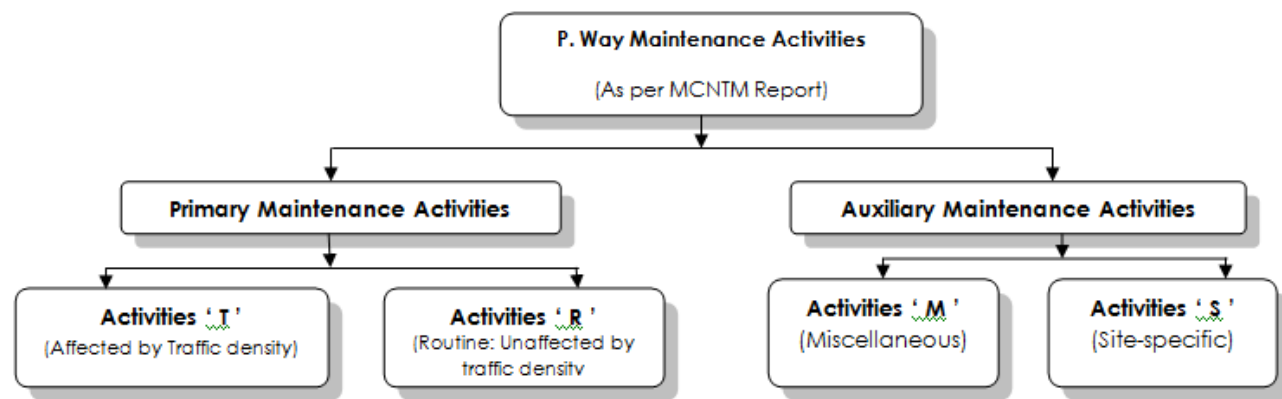 P. Way Maintenance Activities
(As per MCNTM Report)
Primary Maintenance Activities
Auxiliary Maintenance Activities
Activities ‘ T ’
(Affected by Traffic density)
Activities ‘ R ’
(Routine: Unaffected by
traffic density
Activities ‘ M ’
(Miscellaneous)
Activities ‘ S ’
(Site-specific)